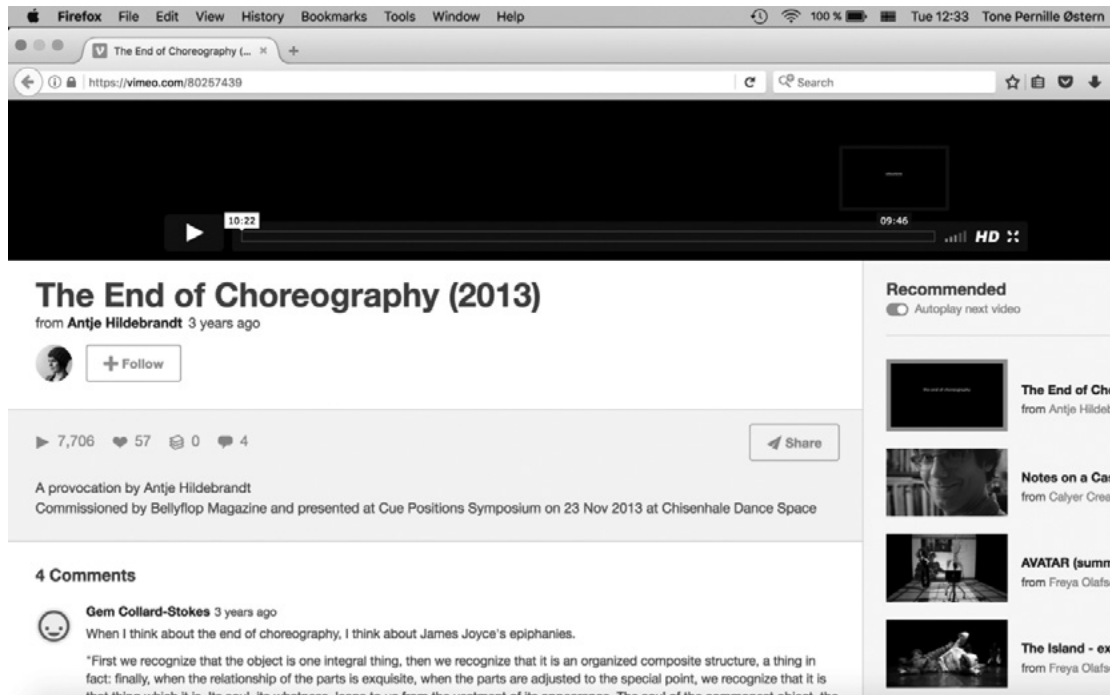 Firefox File Edit View History Bookmarks Tools Window Help 100 % Tue 12:33 Tone Pernille Østern
The End of Choreography (... × +
https://vimeo.com/80257439 Search
10:22 09:46
HD
The End of Choreography (2013)
from Antje Hildebrandt 3 years ago
+ Follow
7,706 57 0 4
Share
A provocation by Antje Hildebrandt
Commissioned by Bellyflop Magazine and presented at Cue Positions Symposium on 23 Nov 2013 at Chisenhale Dance Space
4 Comments
Gem Collard-Stokes 3 years ago
When I think about the end of choreography, I think about James Joyce's epiphanies.
"First we recognize that the object is one integral thing, then we recognize that it is an organized composite structure, a thing in
fact: finally, when the relationship of the parts is exquisite, when the parts are adjusted to the special point, we recognize that it is
Recommended
Autoplay next video
the end of choreography
The End of Cho
from Antje Hildeb
Notes on a Cas
from Calyer Crea
AVATAR (summ
from Freya Olafs
The Island - ex
from Freya Olafs